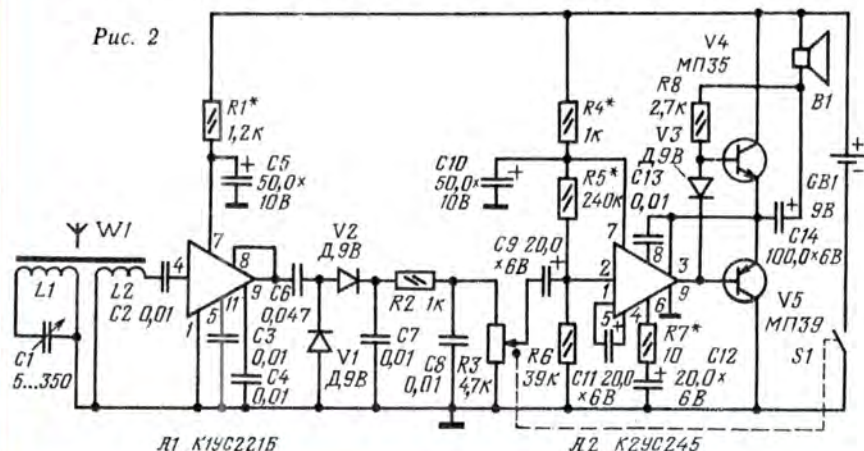 Рис. 2
W1
L1
L2
C1
5...350
C2 0,01
4
7
8
9
1
5
11
R1*
1,2к
C5
50,0×
10В
C3
0,01
C4
0,01
C6
0,047
V2
Д9В
V1
Д9В
C7
0,01
R2 1к
C8
0,01
R3
4,7к
C9 20,0
×6В
C10
50,0×
10В
R4*
1к
R5*
240к
C13
0,01
R6
39к
7
2
1
5
4
8
3
9
6
C11 20,0
×6В
R7*
10
C12
20,0×
6В
V3
Д9В
R8
2,7к
V4
МП35
V5
МП39
C14
100,0×6В
B1
GB1
9В
S1
Я1 К1УС221Б
Я2 К2УС245